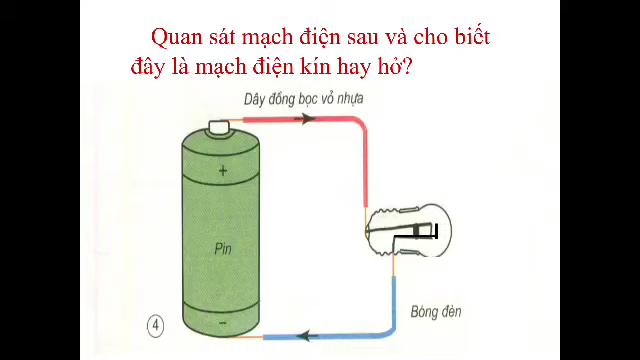 Quan sát mạch điện sau và cho biết
đây là mạch điện kín hay hở?
Dây đồng bọc vỏ nhựa
+
Pin
Bóng đèn
4
-